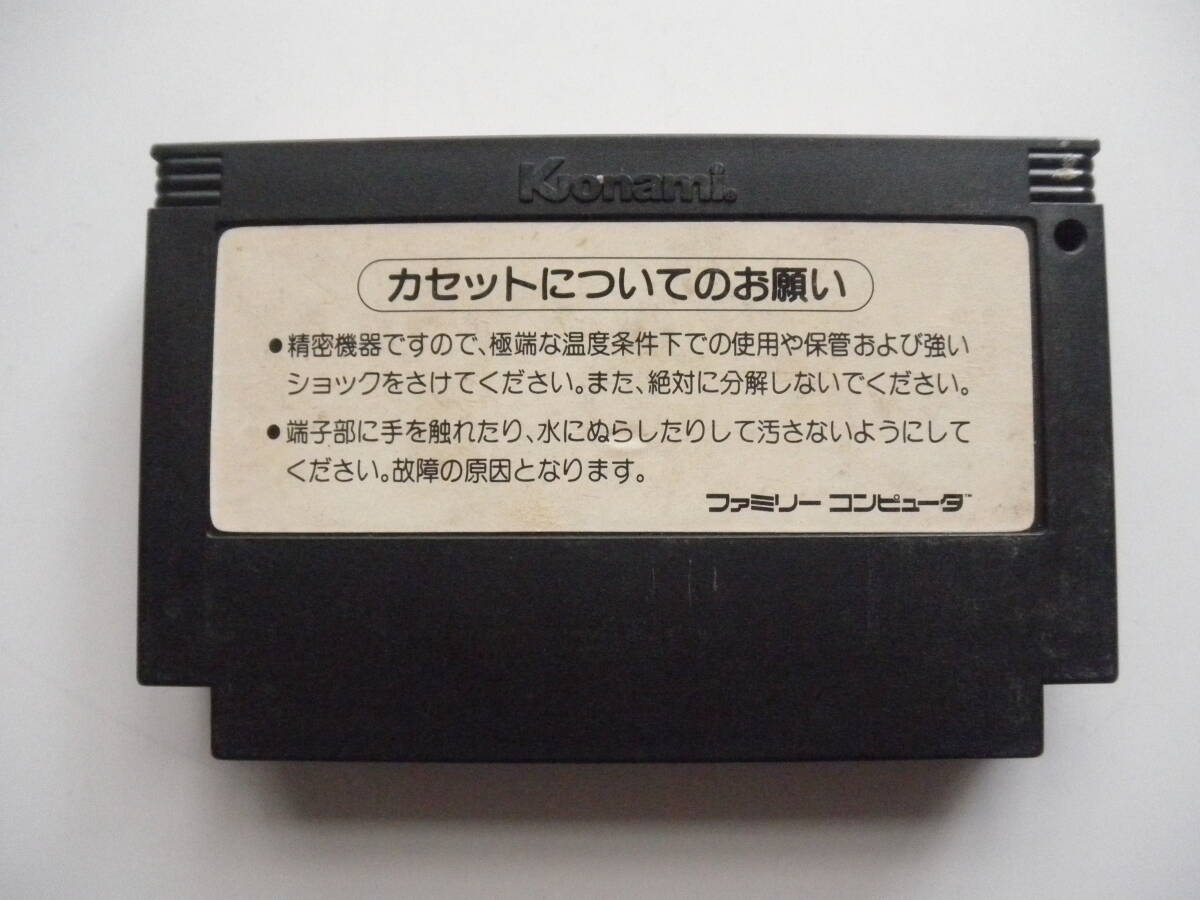 Konami®
カセットについてのお願い
●精密機器ですので、極端な温度条件下での使用や保管および強い
ショックをさけてください。また、絶対に分解しないでください。
●端子部に手を触れたり、水にぬらしたりして汚さないようにして
ください。故障の原因となります。
ファミリー コンピュータ™